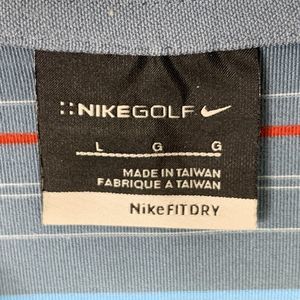 NIKEGOLF
L G G
MADE IN TAIWAN
FABRIQUE A TAIWAN
NikeFITDRY